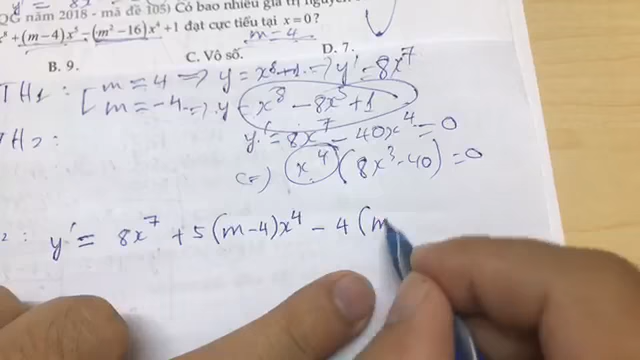 QG năm 2018 - mã đề 105) Có bao nhiêu giá trị nguyên
x⁸ + (m−4)x⁵ − (m²−16)x⁴ + 1 đạt cực tiểu tại x = 0 ?
m − 4
B. 9. C. Vô số. D. 7.
TH1 : [ m = 4 => y = x⁸ + 1 => y' = 8x⁷
m = −4 => y = x⁸ − 8x⁵ + 1
TH2 :
y' = 8x⁷ − 40x⁴ = 0
<=> x⁴ (8x³ − 40) = 0
2 : y' = 8x⁷ + 5(m−4)x⁴ − 4(m